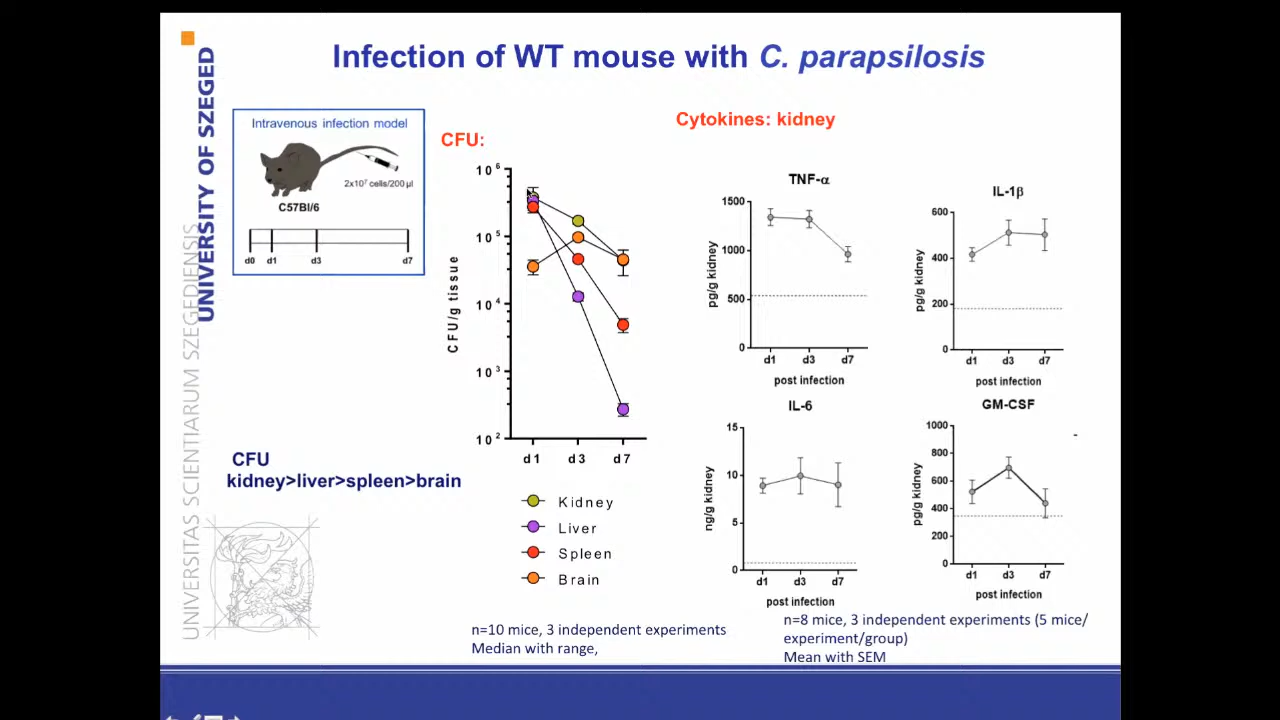 Infection of WT mouse with C. parapsilosis
UNIVERSITY OF SZEGED
UNIVERSITAS SCIENTIARUM SZEGEDIENSIS
Intravenous infection model
2x10⁷ cells/200 µl
C57Bl/6
d0 d1 d3 d7
CFU:
10⁶
10⁵
10⁴
10³
10²
CFU/g tissue
d1 d3 d7
Kidney
Liver
Spleen
Brain
CFU
kidney>liver>spleen>brain
n=10 mice, 3 independent experiments
Median with range,
Cytokines: kidney
TNF-α
1500
1000
500
0
pg/g kidney
d1 d3 d7
post infection
IL-1β
600
400
200
0
pg/g kidney
d1 d3 d7
post infection
IL-6
15
10
5
0
ng/g kidney
d1 d3 d7
post infection
GM-CSF
1000
800
600
400
200
0
pg/g kidney
d1 d3 d7
post infection
n=8 mice, 3 independent experiments (5 mice/
experiment/group)
Mean with SEM